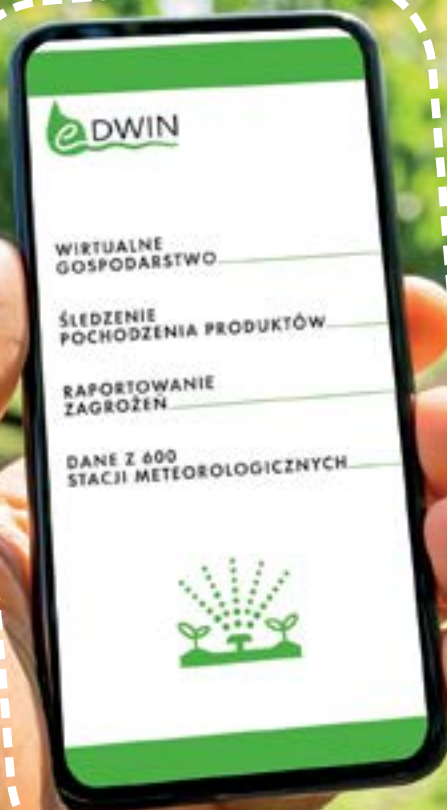 eDWIN
WIRTUALNE
GOSPODARSTWO
ŚLEDZENIE
POCHODZENIA PRODUKTÓW
RAPORTOWANIE
ZAGROŻEŃ
DANE Z 600
STACJI METEOROLOGICZNYCH